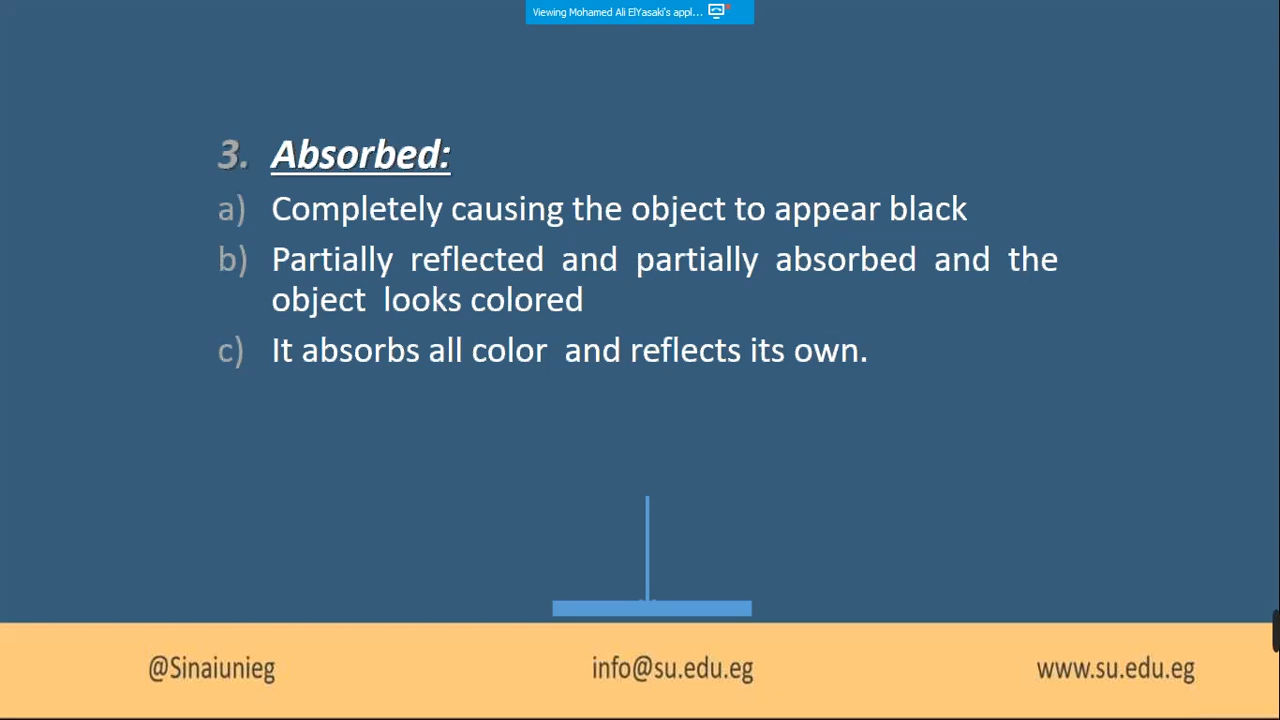 Viewing Mohamed Ali ElYasaki's appl...
3. Absorbed:
a) Completely causing the object to appear black
b) Partially reflected and partially absorbed and the
object looks colored
c) It absorbs all color and reflects its own.
@Sinaiunieg info@su.edu.eg www.su.edu.eg